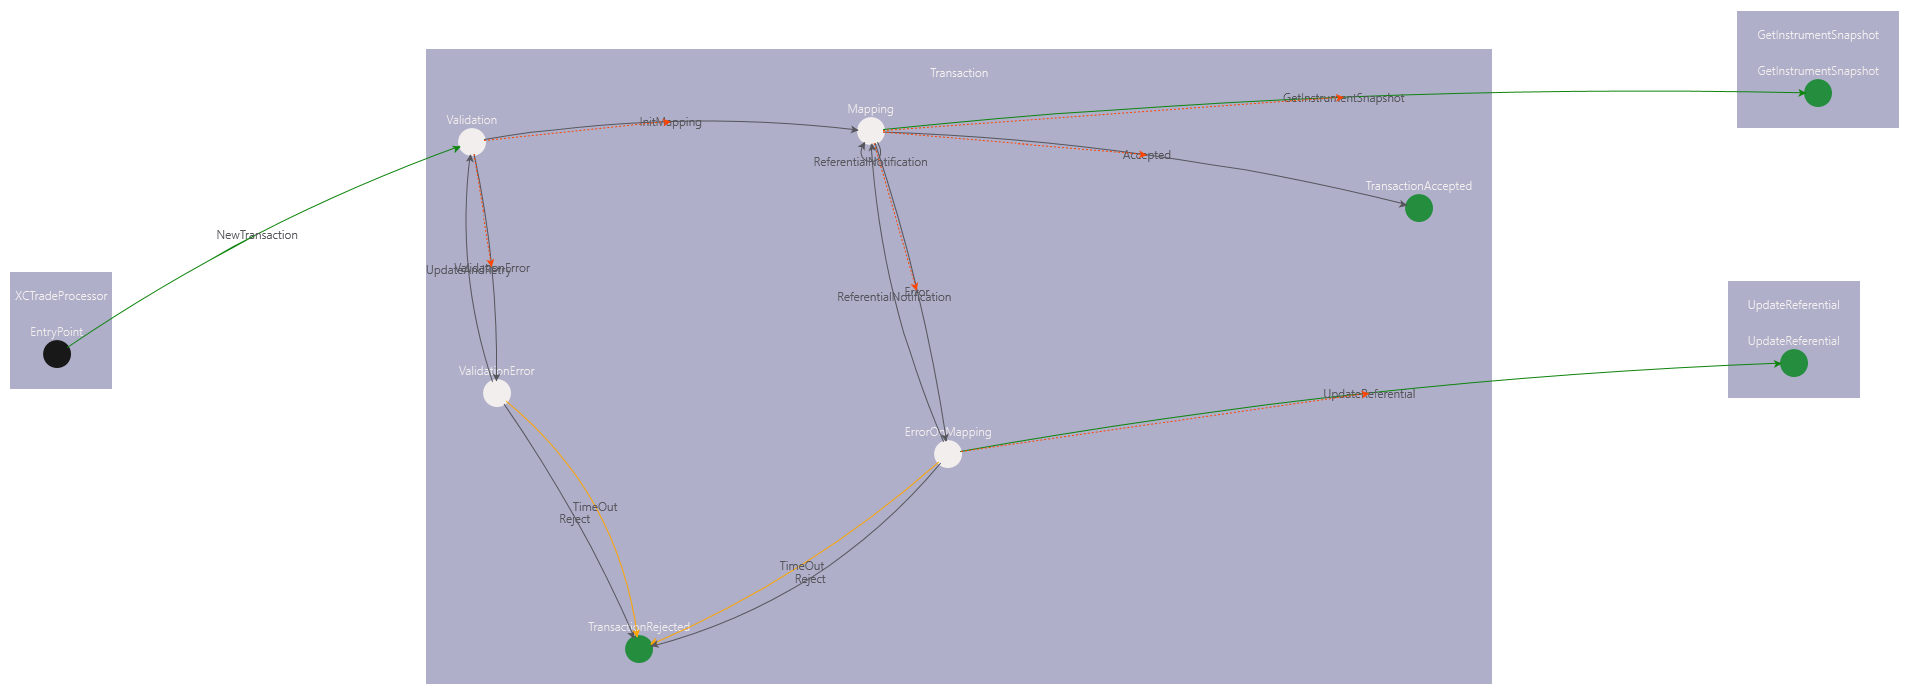 GetInstrumentSnapshot
GetInstrumentSnapshot
Transaction
Mapping
Validation
GetInstrumentSnapshot
InitMapping
Accepted
ReferentialNotification
TransactionAccepted
NewTransaction
UpdateAndRetry
ValidationError
Error
ReferentialNotification
XCTradeProcessor
EntryPoint
UpdateReferential
UpdateReferential
ValidationError
UpdateReferential
ErrorOnMapping
TimeOut
Reject
TimeOut
Reject
TransactionRejected